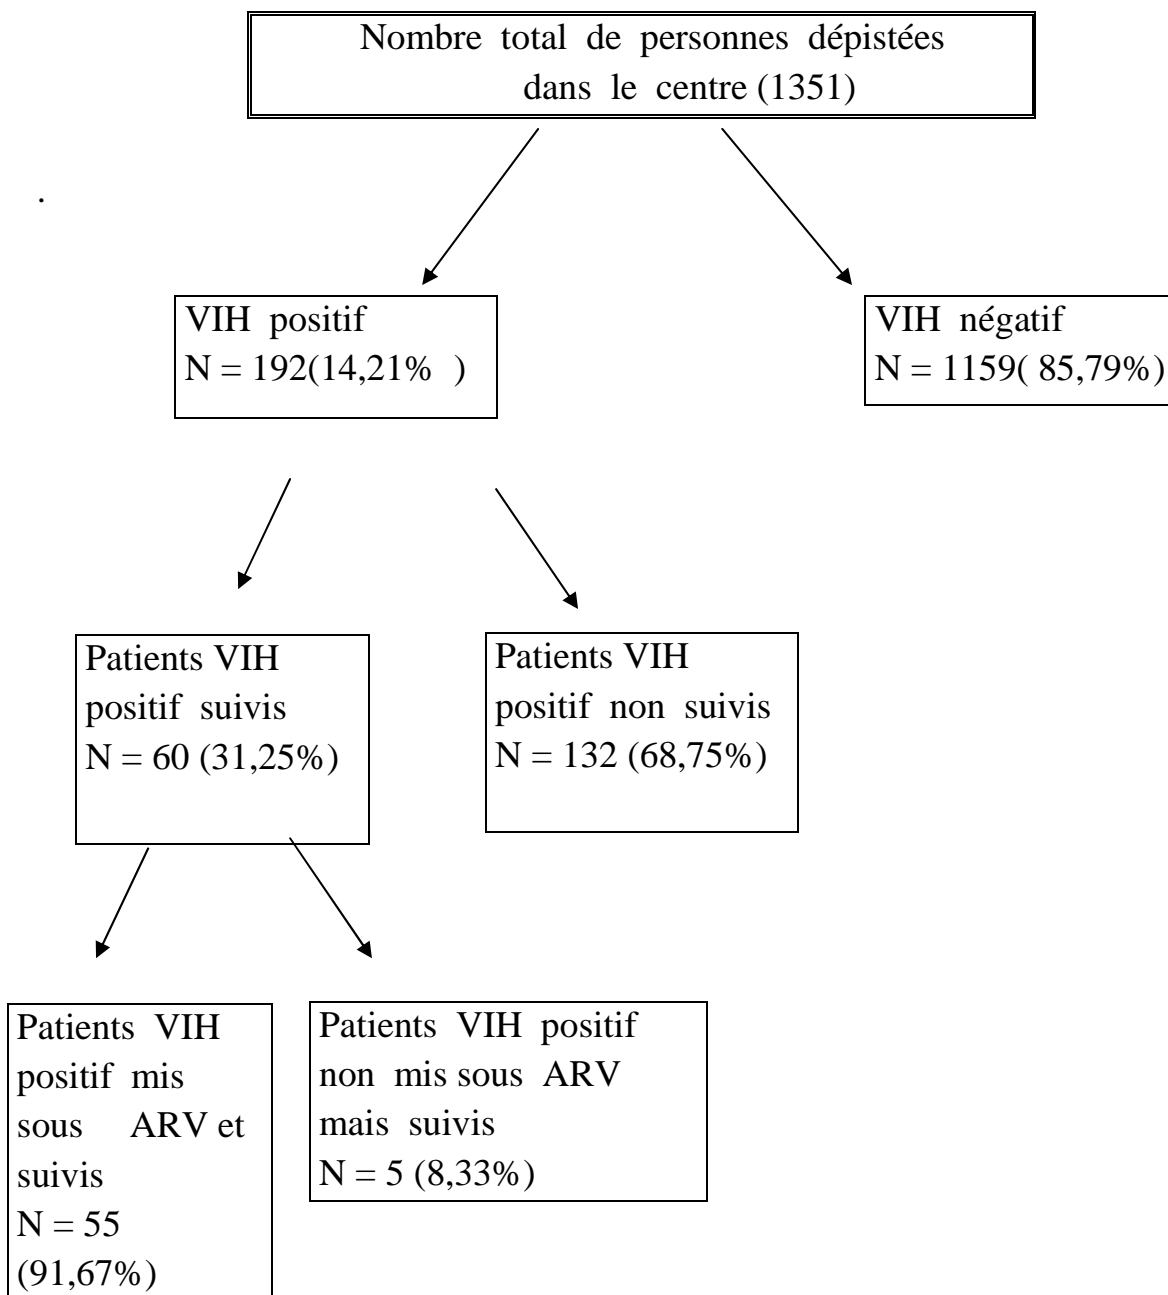 Nombre total de personnes dépistées
dans le centre (1351)
.
VIH positif
N = 192(14,21% )
VIH négatif
N = 1159( 85,79%)
Patients VIH
positif suivis
N = 60 (31,25%)
Patients VIH
positif non suivis
N = 132 (68,75%)
Patients VIH
positif mis
sous ARV et
suivis
N = 55
(91,67%)
Patients VIH positif
non mis sous ARV
mais suivis
N = 5 (8,33%)